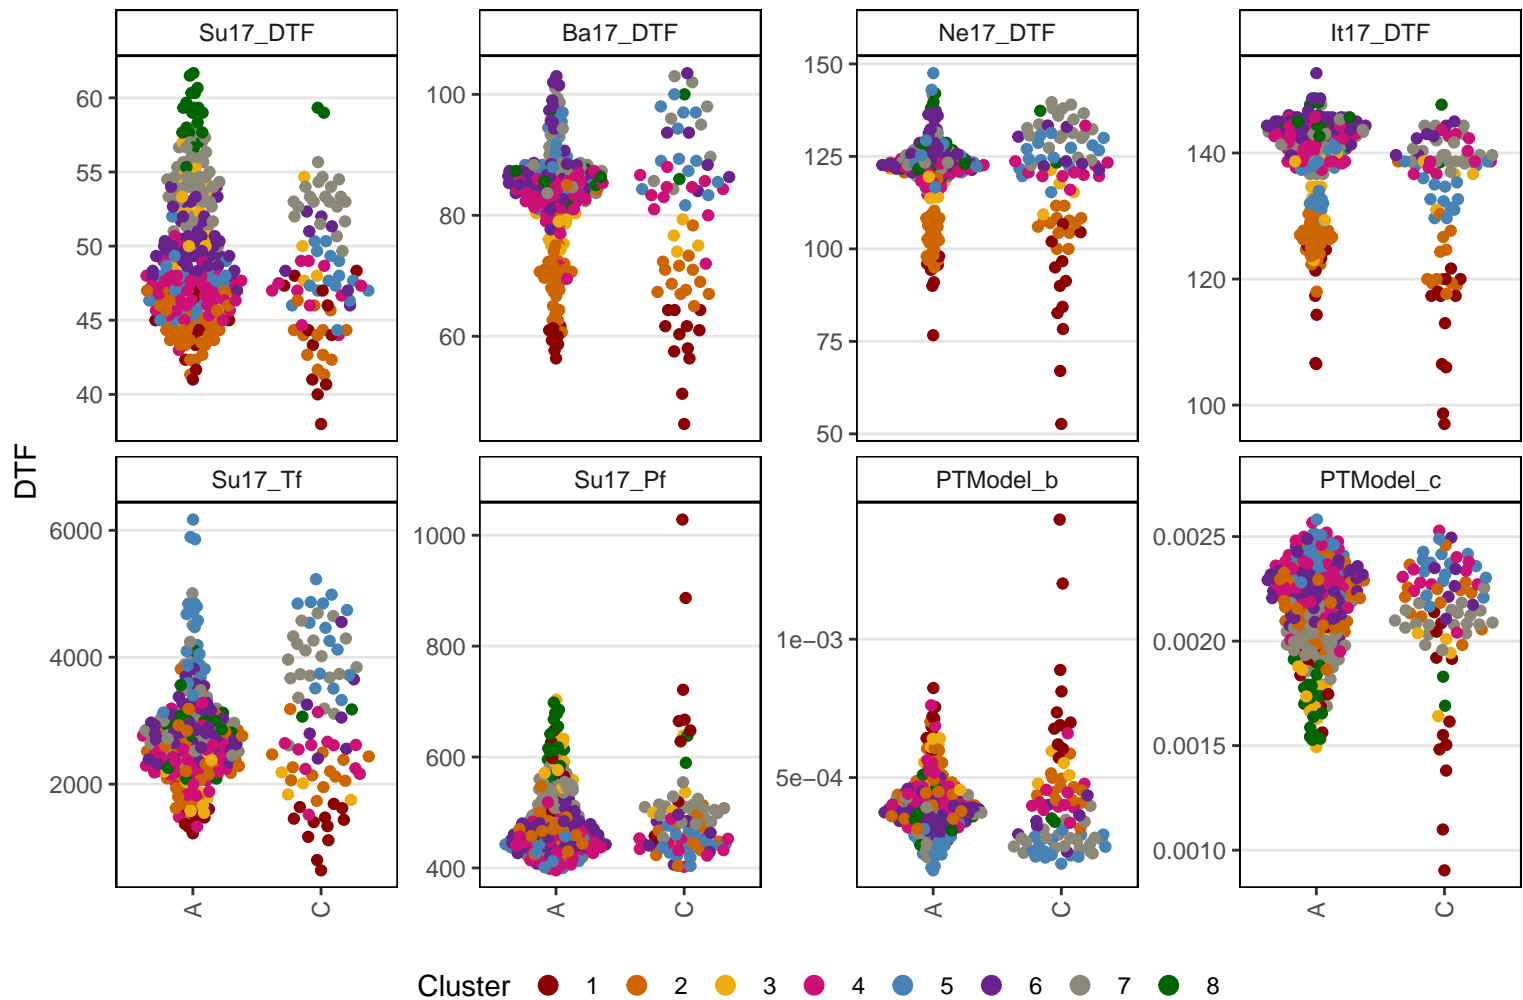 Su17_DTF
Ba17_DTF
Ne17_DTF
It17_DTF
60
55
50
45
40
100
80
60
150
125
100
75
50
140
120
100
DTF
Su17_Tf
Su17_Pf
PTModel_b
PTModel_c
6000
4000
2000
1000
800
600
400
1e−03
5e−04
0.0025
0.0020
0.0015
0.0010
A
C
A
C
A
C
A
C
Cluster 1 2 3 4 5 6 7 8